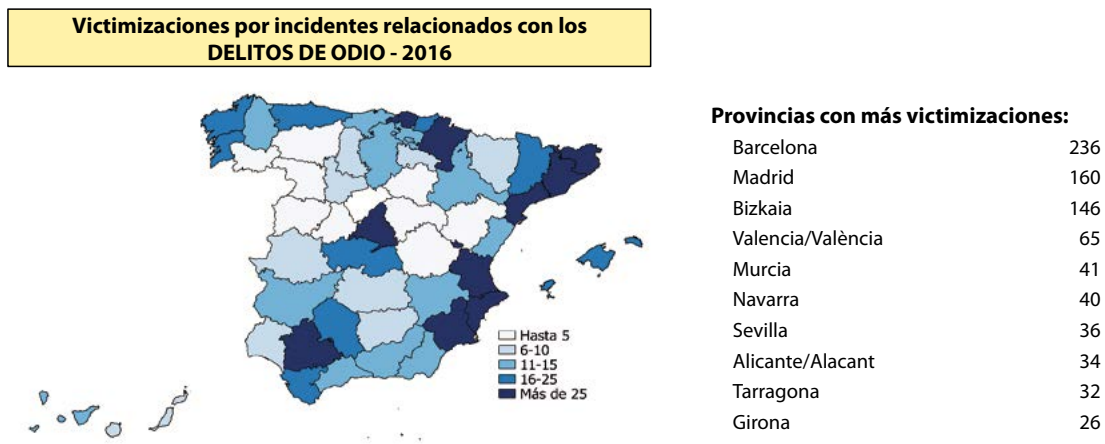 Victimizaciones por incidentes relacionados con los
DELITOS DE ODIO - 2016
Hasta 5
6-10
11-15
16-25
Más de 25
Provincias con más victimizaciones:
Barcelona 236
Madrid 160
Bizkaia 146
Valencia/València 65
Murcia 41
Navarra 40
Sevilla 36
Alicante/Alacant 34
Tarragona 32
Girona 26